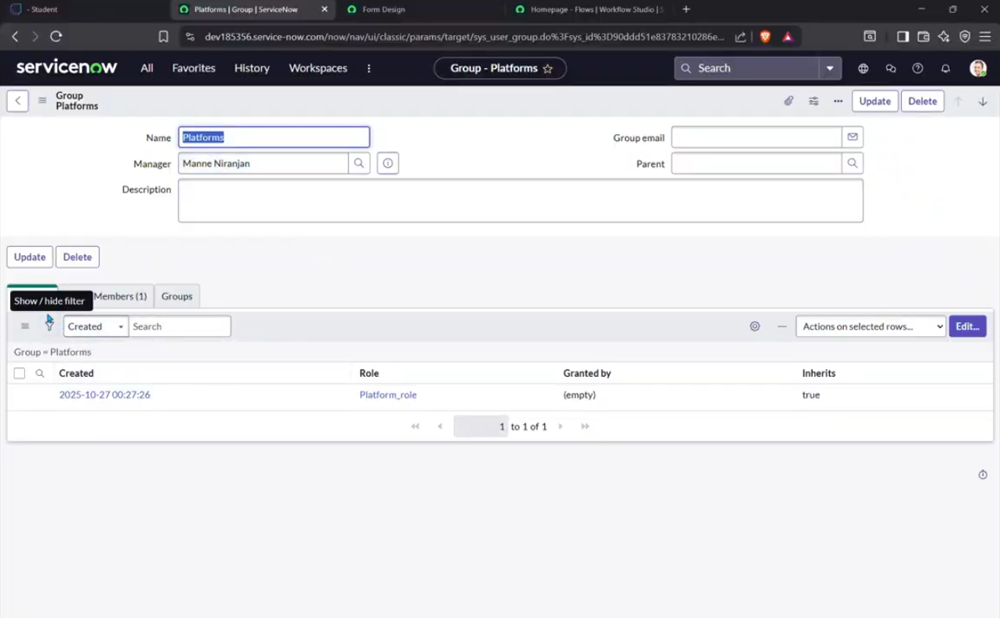 - Student
Platforms | Group | ServiceNow
Form Design
Homepage - Flows | Workflow Studio | S
dev185356.service-now.com/now/nav/ui/classic/params/target/sys_user_group.do%3Fsys_id%3D90ddd51e83783210286e...
servicenow
All
Favorites
History
Workspaces
Group - Platforms
Search
Group
Platforms
Update
Delete
Name
Platforms
Group email
Manager
Manne Niranjan
Parent
Description
Update
Delete
Show / hide filter
Members (1)
Groups
Created
Search
Actions on selected rows...
Edit...
Group = Platforms
Created
Role
Granted by
Inherits
2025-10-27 00:27:26
Platform_role
(empty)
true
1 to 1 of 1